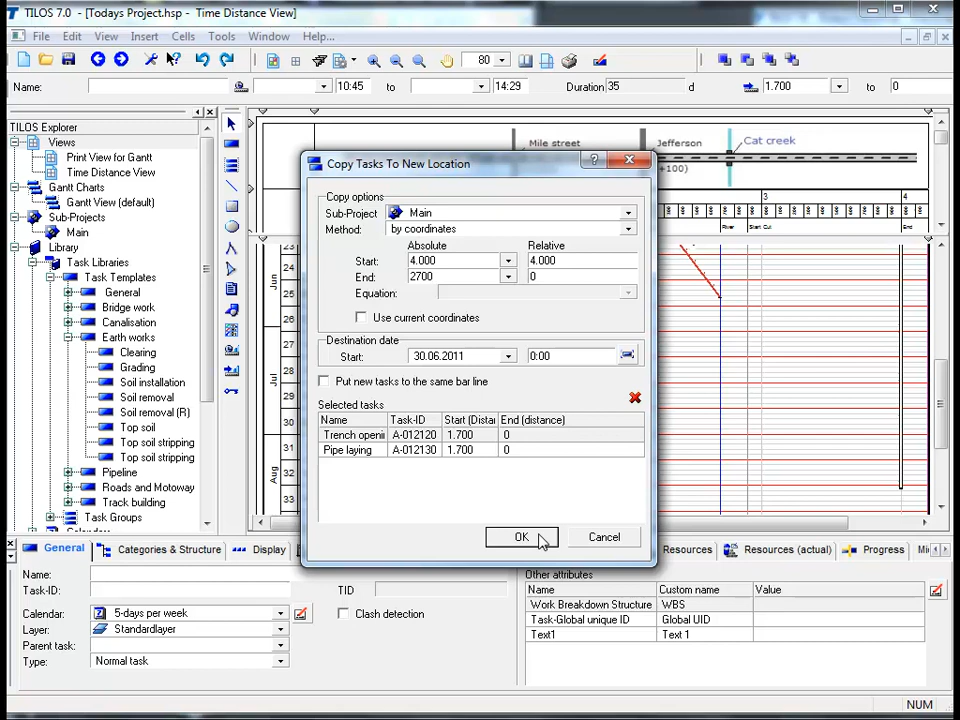 TILOS 7.0 - [Todays Project.hsp - Time Distance View]
File Edit View Insert Cells Tools Window Help...
80
Name: 10:45 to 14:29 Duration 35 d 1.700 to 0
TILOS Explorer
Views
Print View for Gantt
Time Distance View
Gantt Charts
Gantt View (default)
Sub-Projects
Main
Library
Task Libraries
Task Templates
General
Bridge work
Canalisation
Earth works
Clearing
Grading
Soil installation
Soil removal
Soil removal (R)
Top soil
Top soil stripping
Top soil stripping
Pipeline
Roads and Motoway
Track building
Task Groups
Mile street Jefferson Cat creek
+100)
3 4
River Start Cut End
23
24
25
26
27
28
29
30
31
32
33
Jun
Jul
Aug
Copy Tasks To New Location
Copy options
Sub-Project Main
Method: by coordinates
Absolute Relative
Start: 4.000 4.000
End: 2700 0
Equation:
Use current coordinates
Destination date
Start: 30.06.2011 0:00
Put new tasks to the same bar line
Selected tasks
Name Task-ID Start (Dista End (distance)
Trench openii A-012120 1.700 0
Pipe laying A-012130 1.700 0
OK Cancel
General Categories & Structure Display Resources Resources (actual) Progress
Name:
Task-ID: TID
Calendar: 5-days per week Clash detection
Layer: Standardlayer
Parent task:
Type: Normal task
Other attributes
Name Custom name Value
Work Breakdown Structure WBS
Task-Global unique ID Global UID
Text1 Text 1
NUM